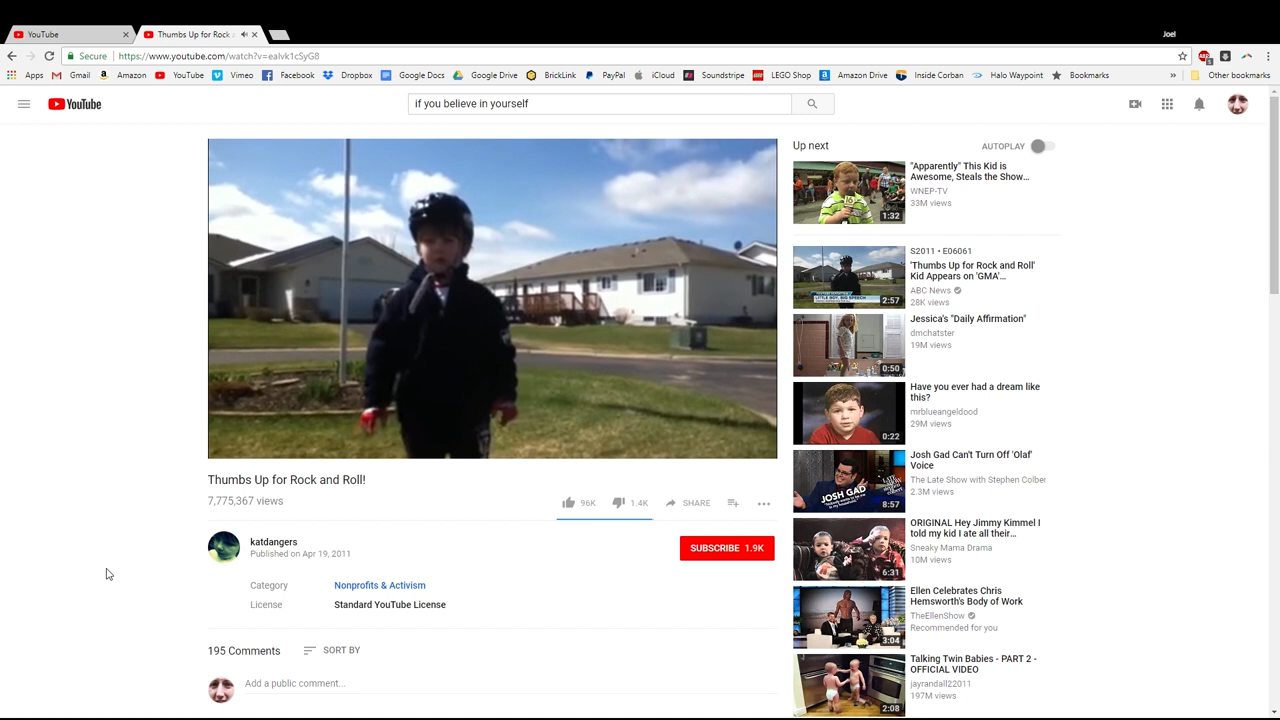 YouTube
Thumbs Up for Rock a
Joel
Secure
https://www.youtube.com/watch?v=eaIvk1cSyG8
Apps
Gmail
Amazon
YouTube
Vimeo
Facebook
Dropbox
Google Docs
Google Drive
BrickLink
PayPal
iCloud
Soundstripe
LEGO Shop
Amazon Drive
Inside Corban
Halo Waypoint
Bookmarks
»
Other bookmarks
YouTube
if you believe in yourself
Up next
AUTOPLAY
"Apparently" This Kid is
Awesome, Steals the Show…
WNEP-TV
33M views
1:32
S2011 • E06061
'Thumbs Up for Rock and Roll'
Kid Appears on 'GMA'…
ABC News
28K views
LITTLE BOY, BIG SPEECH
2:57
Jessica's "Daily Affirmation"
dmchatster
19M views
0:50
Have you ever had a dream like
this?
mrblueangeldood
29M views
0:22
Josh Gad Can't Turn Off 'Olaf'
Voice
The Late Show with Stephen Colber
2.3M views
JOSH GAD
8:57
ORIGINAL Hey Jimmy Kimmel I
told my kid I ate all their…
Sneaky Mama Drama
10M views
6:31
Ellen Celebrates Chris
Hemsworth's Body of Work
TheEllenShow
Recommended for you
3:04
Talking Twin Babies - PART 2 -
OFFICIAL VIDEO
jayrandall22011
197M views
2:08
Thumbs Up for Rock and Roll!
7,775,367 views
96K
1.4K
SHARE
katdangers
Published on Apr 19, 2011
SUBSCRIBE 1.9K
Category
Nonprofits & Activism
License
Standard YouTube License
195 Comments
SORT BY
Add a public comment...